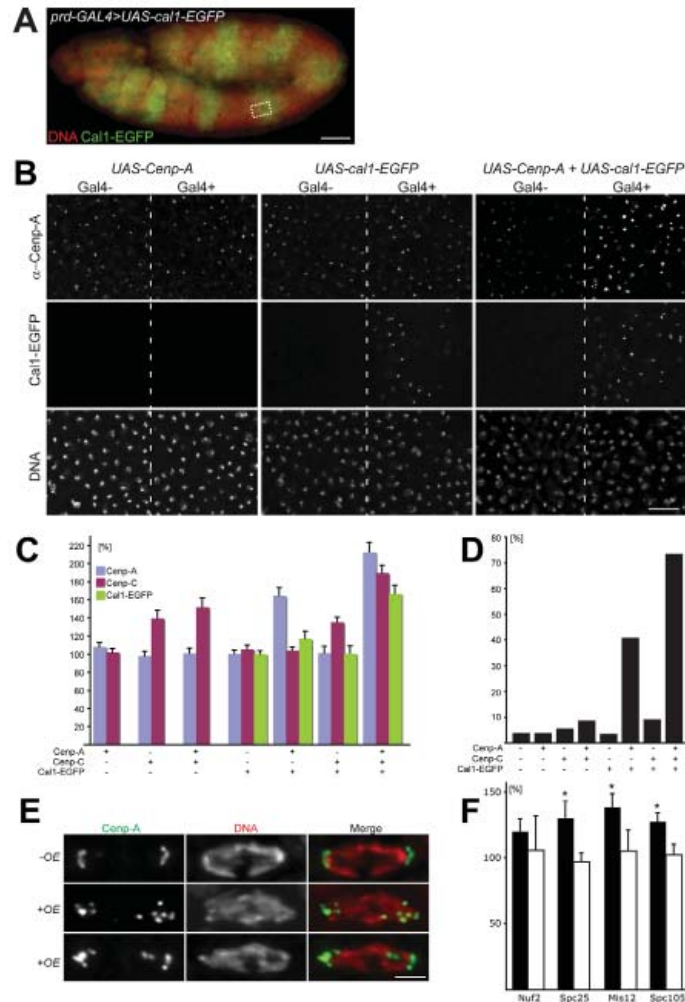 A
prd-GAL4>UAS-cal1-EGFP
DNA Cal1-EGFP
B
UAS-Cenp-A UAS-cal1-EGFP UAS-Cenp-A + UAS-cal1-EGFP
Gal4- Gal4+ Gal4- Gal4+ Gal4- Gal4+
α-Cenp-A
Cal1-EGFP
DNA
C
[%]
220
200
180
160
140
120
100
80
60
40
20
Cenp-A
Cenp-C
Cal1-EGFP
Cenp-A + - + - + - +
Cenp-C - + + - - + +
Cal1-EGFP - - - + + + +
D
[%]
80
70
60
50
40
30
20
10
Cenp-A - + - + - + - +
Cenp-C - - + + - - + +
Cal1-EGFP - - - - + + + +
E
Cenp-A DNA Merge
-OE
+OE
+OE
F
[%]
150
100
50
* * *
Nuf2 Spc25 Mis12 Spc105